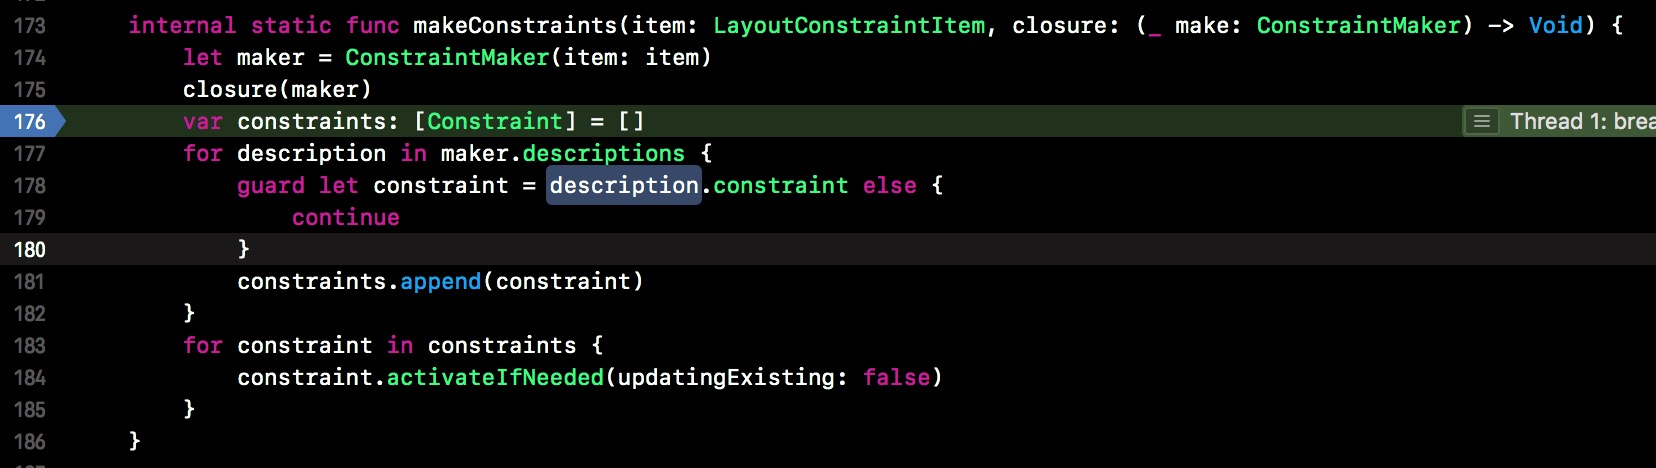 173 internal static func makeConstraints(item: LayoutConstraintItem, closure: (_ make: ConstraintMaker) -> Void) {
174 let maker = ConstraintMaker(item: item)
175 closure(maker)
176 var constraints: [Constraint] = [] Thread 1: brea
177 for description in maker.descriptions {
178 guard let constraint = description.constraint else {
179 continue
180 }
181 constraints.append(constraint)
182 }
183 for constraint in constraints {
184 constraint.activateIfNeeded(updatingExisting: false)
185 }
186 }